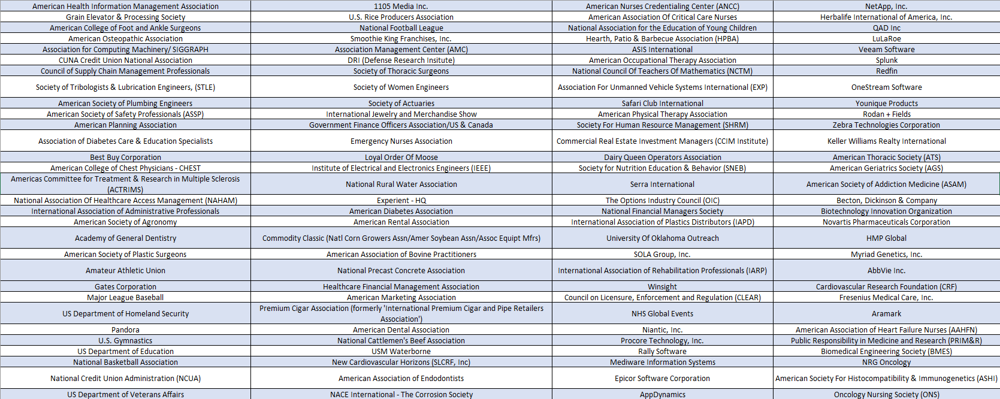 American Health Information Management Association	1105 Media Inc.	American Nurses Credentialing Center (ANCC)	NetApp, Inc.
Grain Elevator & Processing Society	U.S. Rice Producers Association	American Association Of Critical Care Nurses	Herbalife International of America, Inc.
American College of Foot and Ankle Surgeons	National Football League	National Association for the Education of Young Children	QAD Inc
American Osteopathic Association	Smoothie King Franchises, Inc.	Hearth, Patio & Barbecue Association (HPBA)	LuLaRoe
Association for Computing Machinery/ SIGGRAPH	Association Management Center (AMC)	ASIS International	Veeam Software
CUNA Credit Union National Association	DRI (Defense Research Insitute)	American Occupational Therapy Association	Splunk
Council of Supply Chain Management Professionals	Society of Thoracic Surgeons	National Council Of Teachers Of Mathematics (NCTM)	Redfin
Society of Tribologists & Lubrication Engineers, (STLE)	Society of Women Engineers	Association For Unmanned Vehicle Systems International (EXP)	OneStream Software
American Society of Plumbing Engineers	Society of Actuaries	Safari Club International	Younique Products
American Society of Safety Professionals (ASSP)	International Jewelry and Merchandise Show	American Physical Therapy Association	Rodan + Fields
American Planning Association	Government Finance Officers Association/US & Canada	Society For Human Resource Management (SHRM)	Zebra Technologies Corporation
Association of Diabetes Care & Education Specialists	Emergency Nurses Association	Commercial Real Estate Investment Managers (CCIM Institute)	Keller Williams Realty International
Best Buy Corporation	Loyal Order Of Moose	Dairy Queen Operators Association	American Thoracic Society (ATS)
American College of Chest Physicians - CHEST	Institute of Electrical and Electronics Engineers (IEEE)	Society for Nutrition Education & Behavior (SNEB)	American Geriatrics Society (AGS)
Americas Committee for Treatment & Research in Multiple Sclerosis
(ACTRIMS)	National Rural Water Association	Serra International	American Society of Addiction Medicine (ASAM)
National Association Of Healthcare Access Management (NAHAM)	Experient - HQ	The Options Industry Council (OIC)	Becton, Dickinson & Company
International Association of Administrative Professionals	American Diabetes Association	National Financial Managers Society	Biotechnology Innovation Organization
American Society of Agronomy	American Rental Association	International Association of Plastics Distributors (IAPD)	Novartis Pharmaceuticals Corporation
Academy of General Dentistry	Commodity Classic (Natl Corn Growers Assn/Amer Soybean Assn/Assoc Equipt Mfrs)	University Of Oklahoma Outreach	HMP Global
American Society of Plastic Surgeons	American Association of Bovine Practitioners	SOLA Group, Inc.	Myriad Genetics, Inc.
Amateur Athletic Union	National Precast Concrete Association	International Association of Rehabilitation Professionals (IARP)	AbbVie Inc.
Gates Corporation	Healthcare Financial Management Association	Winsight	Cardiovascular Research Foundation (CRF)
Major League Baseball	American Marketing Association	Council on Licensure, Enforcement and Regulation (CLEAR)	Fresenius Medical Care, Inc.
US Department of Homeland Security	Premium Cigar Association (formerly 'International Premium Cigar and Pipe Retailers
Association')	NHS Global Events	Aramark
Pandora	American Dental Association	Niantic, Inc.	American Association of Heart Failure Nurses (AAHFN)
U.S. Gymnastics	National Cattlemen's Beef Association	Procore Technology, Inc.	Public Responsibility in Medicine and Research (PRIM&R)
US Department of Education	USM Waterborne	Rally Software	Biomedical Engineering Society (BMES)
National Basketball Association	New Cardiovascular Horizons (SLCRF, Inc)	Mediware Information Systems	NRG Oncology
National Credit Union Administration (NCUA)	American Association of Endodontists	Epicor Software Corporation	American Society For Histocompatibility & Immunogenetics (ASHI)
US Department of Veterans Affairs	NACE International - The Corrosion Society	AppDynamics	Oncology Nursing Society (ONS)